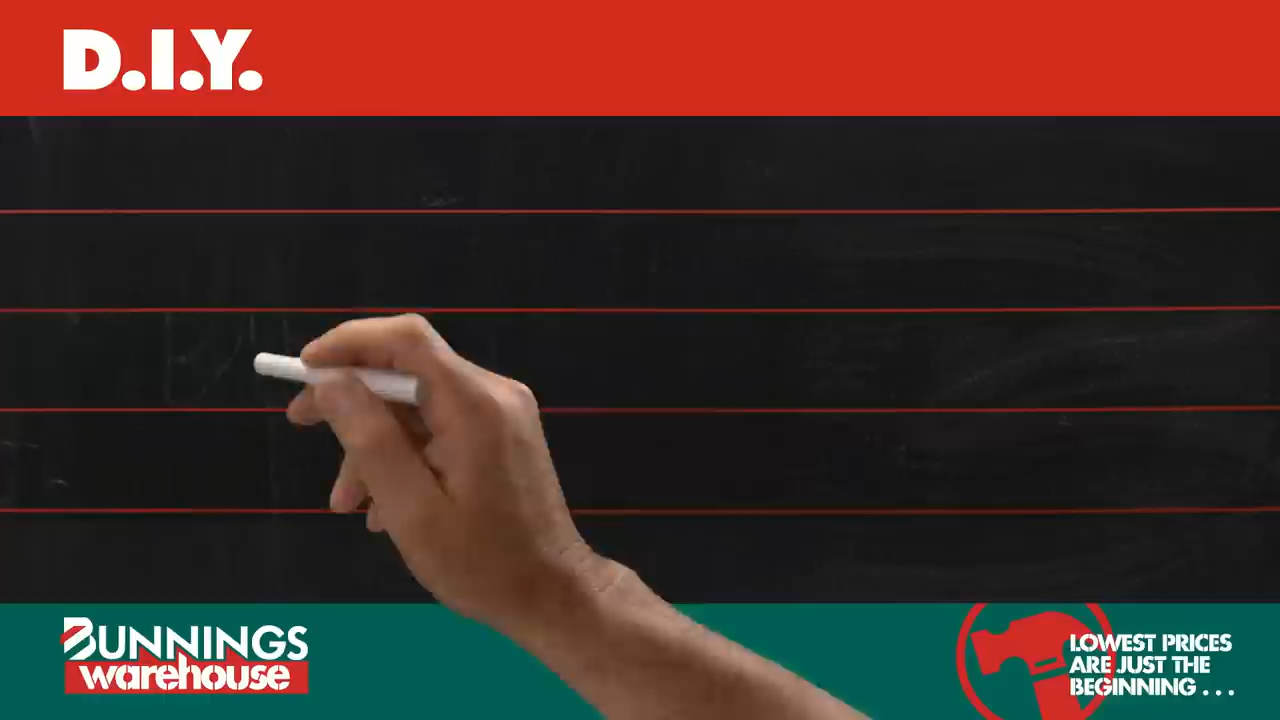 D.I.Y.
BUNNINGS
warehouse
LOWEST PRICES
ARE JUST THE
BEGINNING . . .